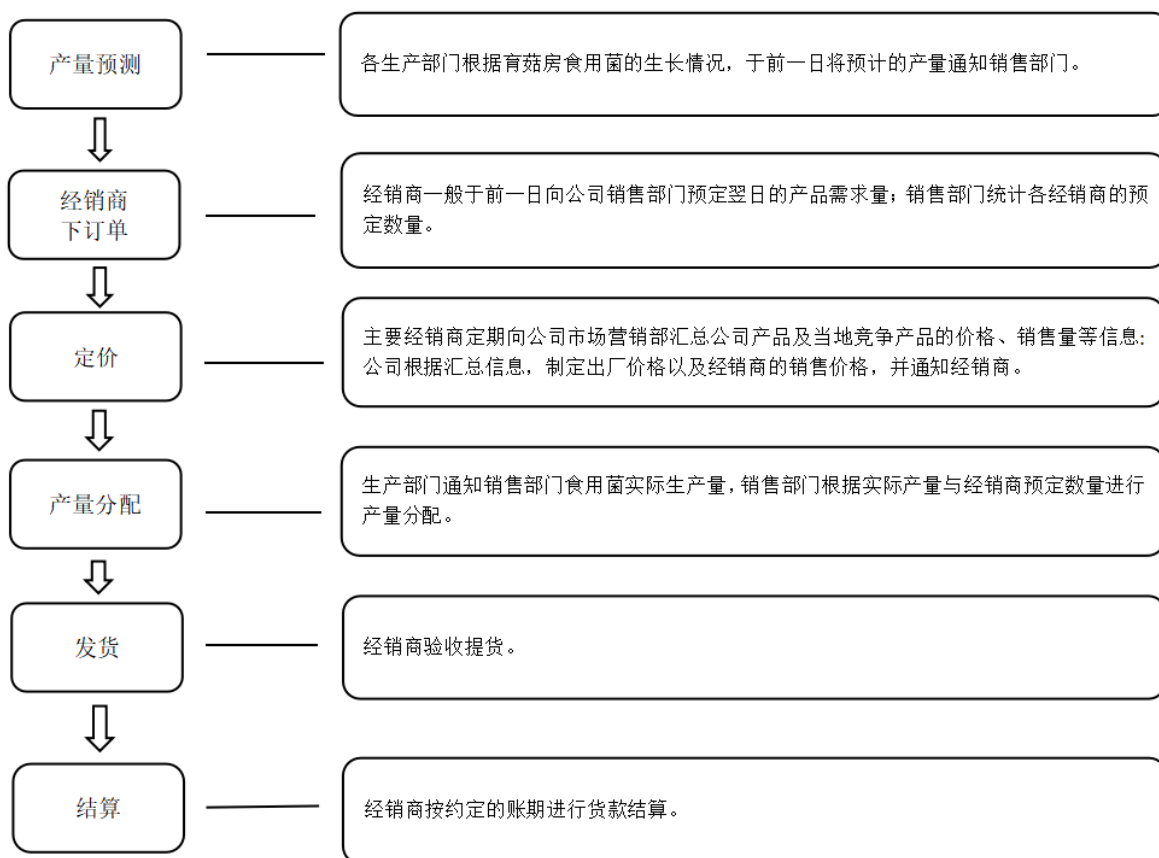 产量预测
各生产部门根据育菇房食用菌的生长情况，于前一日将预计的产量通知销售部门。
经销商
下订单
经销商一般于前一日向公司销售部门预定翌日的产品需求量；销售部门统计各经销商的预
定数量。
定价
主要经销商定期向公司市场营销部汇总公司产品及当地竞争产品的价格、销售量等信息：
公司根据汇总信息，制定出厂价格以及经销商的销售价格，并通知经销商。
产量分配
生产部门通知销售部门食用菌实际生产量，销售部门根据实际产量与经销商预定数量进行
产量分配。
发货
经销商验收提货。
结算
经销商按约定的账期进行货款结算。